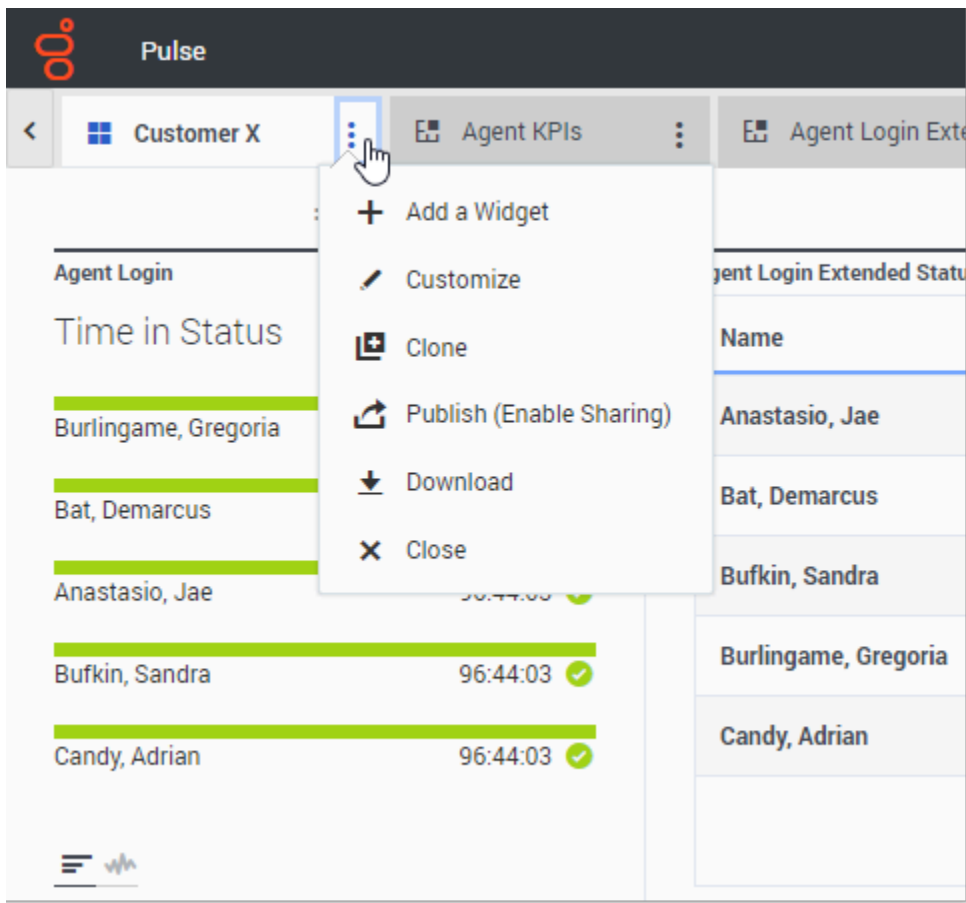 Pulse
Customer X
Agent KPIs
Agent Login Exte
Add a Widget
Customize
Clone
Publish (Enable Sharing)
Download
Close
Agent Login
Time in Status
Burlingame, Gregoria
Bat, Demarcus
Anastasio, Jae
Bufkin, Sandra 96:44:03
Candy, Adrian 96:44:03
gent Login Extended Statu
Name
Anastasio, Jae
Bat, Demarcus
Bufkin, Sandra
Burlingame, Gregoria
Candy, Adrian